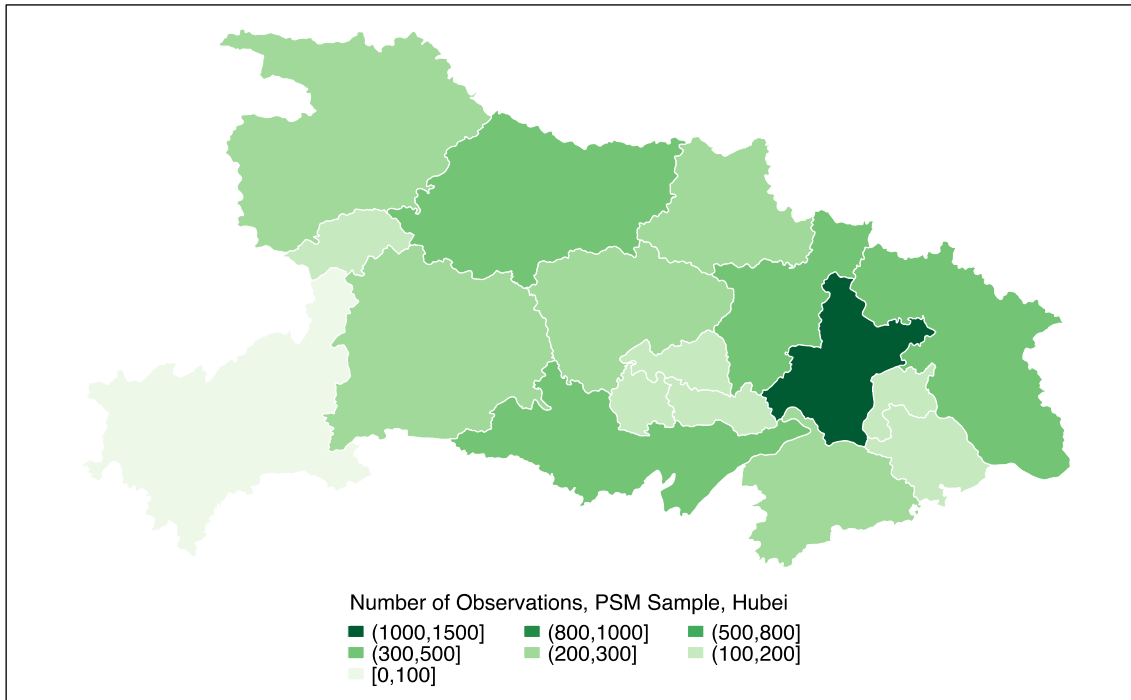 Number of Observations, PSM Sample, Hubei
(1000,1500] (800,1000] (500,800]
(300,500] (200,300] (100,200]
[0,100]